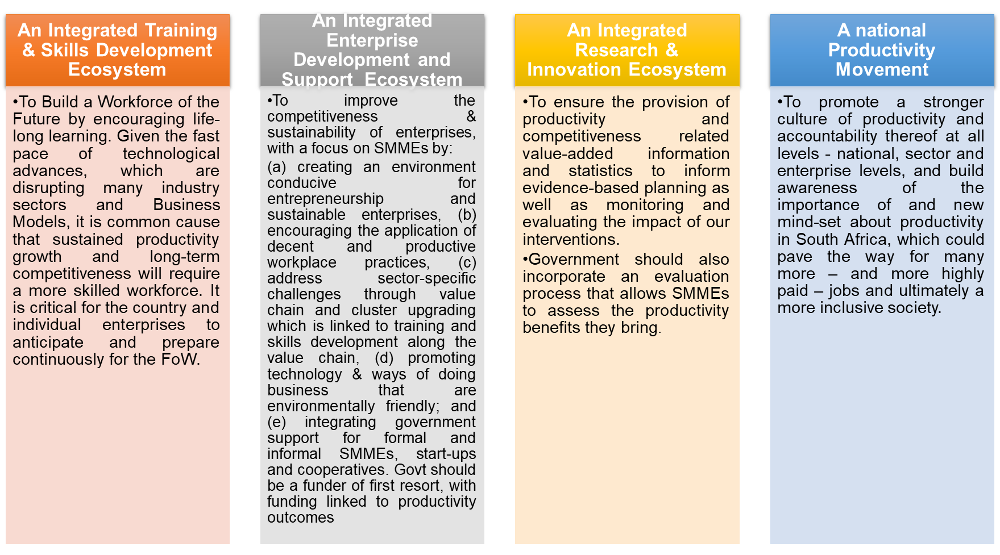 An Integrated Training
& Skills Development
Ecosystem
•To Build a Workforce of the
Future by encouraging life-
long learning. Given the fast
pace of technological
advances, which are
disrupting many industry
sectors and Business
Models, it is common cause
that sustained productivity
growth and long-term
competitiveness will require
a more skilled workforce. It
is critical for the country and
individual enterprises to
anticipate and prepare
continuously for the FoW.
An Integrated
Enterprise
Development and
Support Ecosystem
•To improve the
competitiveness &
sustainability of enterprises,
with a focus on SMMEs by:
(a) creating an environment
conducive for
entrepreneurship and
sustainable enterprises, (b)
encouraging the application of
decent and productive
workplace practices, (c)
address sector-specific
challenges through value
chain and cluster upgrading
which is linked to training and
skills development along the
value chain, (d) promoting
technology & ways of doing
business that are
environmentally friendly; and
(e) integrating government
support for formal and
informal SMMEs, start-ups
and cooperatives. Govt should
be a funder of first resort, with
funding linked to productivity
outcomes
An Integrated
Research &
Innovation Ecosystem
•To ensure the provision of
productivity and
competitiveness related
value-added information
and statistics to inform
evidence-based planning as
well as monitoring and
evaluating the impact of our
interventions.
•Government should also
incorporate an evaluation
process that allows SMMEs
to assess the productivity
benefits they bring.
A national
Productivity
Movement
•To promote a stronger
culture of productivity and
accountability thereof at all
levels - national, sector and
enterprise levels, and build
awareness of the
importance of and new
mind-set about productivity
in South Africa, which could
pave the way for many
more – and more highly
paid – jobs and ultimately a
more inclusive society.